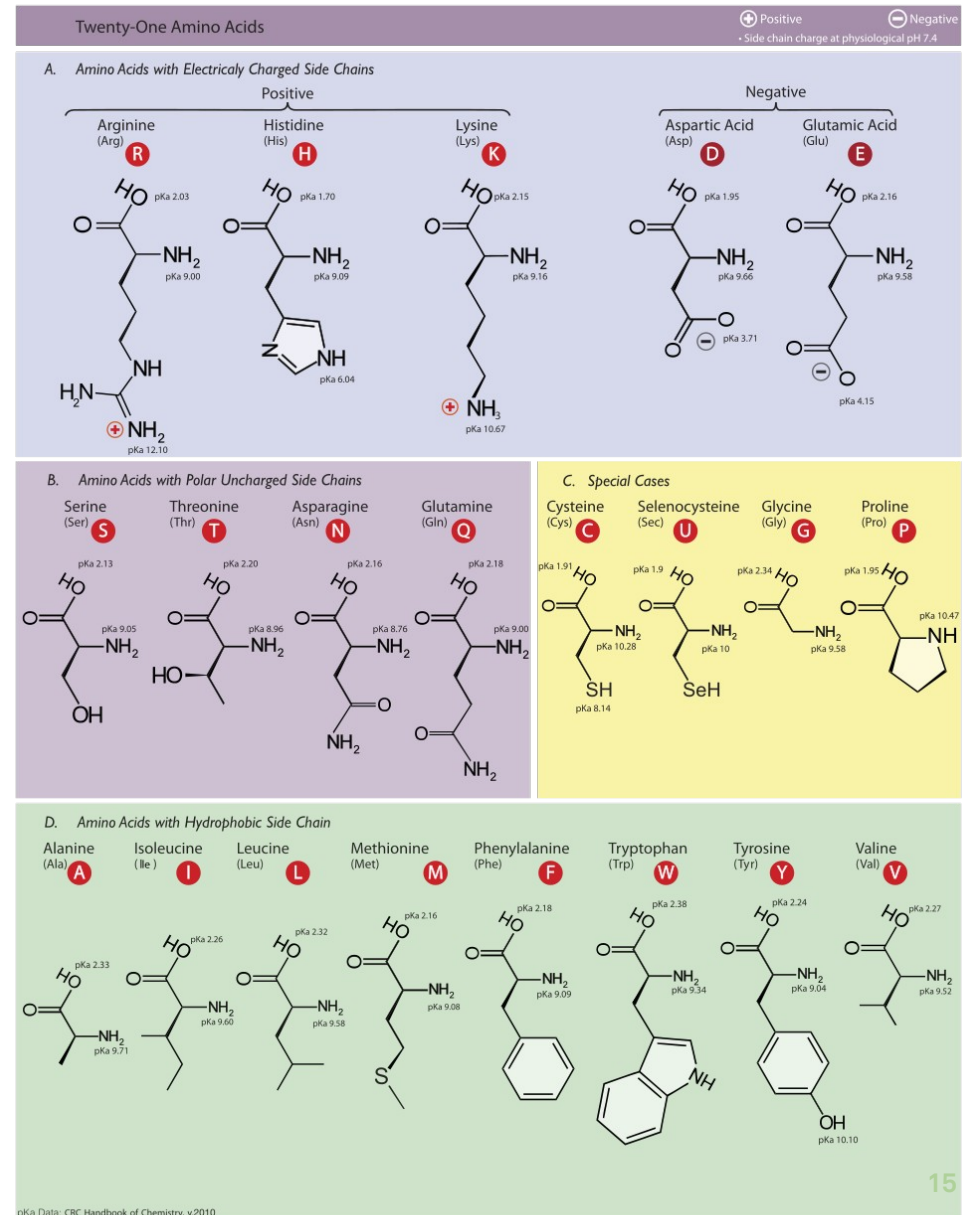 Twenty-One Amino Acids
+ Positive − Negative
• Side chain charge at physiological pH 7.4
A. Amino Acids with Electricaly Charged Side Chains
Positive
Negative
Arginine Histidine Lysine Aspartic Acid Glutamic Acid
(Arg) (His) (Lys) (Asp) (Glu)
R H K D E
HO pKa 2.03 HO pKa 1.70 HO pKa 2.15 HO pKa 1.95 HO pKa 2.16
O O O O O
NH2 NH2 NH2 NH2 NH2
pKa 9.00 pKa 9.09 pKa 9.16 pKa 9.66 pKa 9.58
O
− pKa 3.71
N NH O O
NH pKa 6.04 − O
H2N + NH3 pKa 4.15
+ NH2 pKa 10.67
pKa 12.10
B. Amino Acids with Polar Uncharged Side Chains
Serine Threonine Asparagine Glutamine
(Ser) (Thr) (Asn) (Gln)
S T N Q
pKa 2.13 pKa 2.20 pKa 2.16 pKa 2.18
HO HO HO HO
O O O O
pKa 9.05 pKa 8.96 pKa 8.76 pKa 9.00
NH2 NH2 NH2 NH2
HO
OH O
NH2 O
NH2
C. Special Cases
Cysteine Selenocysteine Glycine Proline
(Cys) (Sec) (Gly) (Pro)
C U G P
pKa 1.91 HO pKa 1.9 HO pKa 2.34 HO pKa 1.95 HO
O O O O
pKa 10.47
NH2 NH2 NH2 NH
pKa 10.28 pKa 10 pKa 9.58
SH SeH
pKa 8.14
D. Amino Acids with Hydrophobic Side Chain
Alanine Isoleucine Leucine Methionine Phenylalanine Tryptophan Tyrosine Valine
(Ala) (Ile) (Leu) (Met) (Phe) (Trp) (Tyr) (Val)
A I L M F W Y V
pKa 2.33 pKa 2.26 pKa 2.32 pKa 2.16 pKa 2.18 pKa 2.38 pKa 2.24 pKa 2.27
HO HO HO HO HO HO HO HO
O O O O O O O O
NH2 NH2 NH2 NH2 NH2 NH2 NH2 NH2
pKa 9.71 pKa 9.60 pKa 9.58 pKa 9.08 pKa 9.09 pKa 9.34 pKa 9.04 pKa 9.52
S NH
OH
pKa 10.10
15
pKa Data: CRC Handbook of Chemistry, v.2010